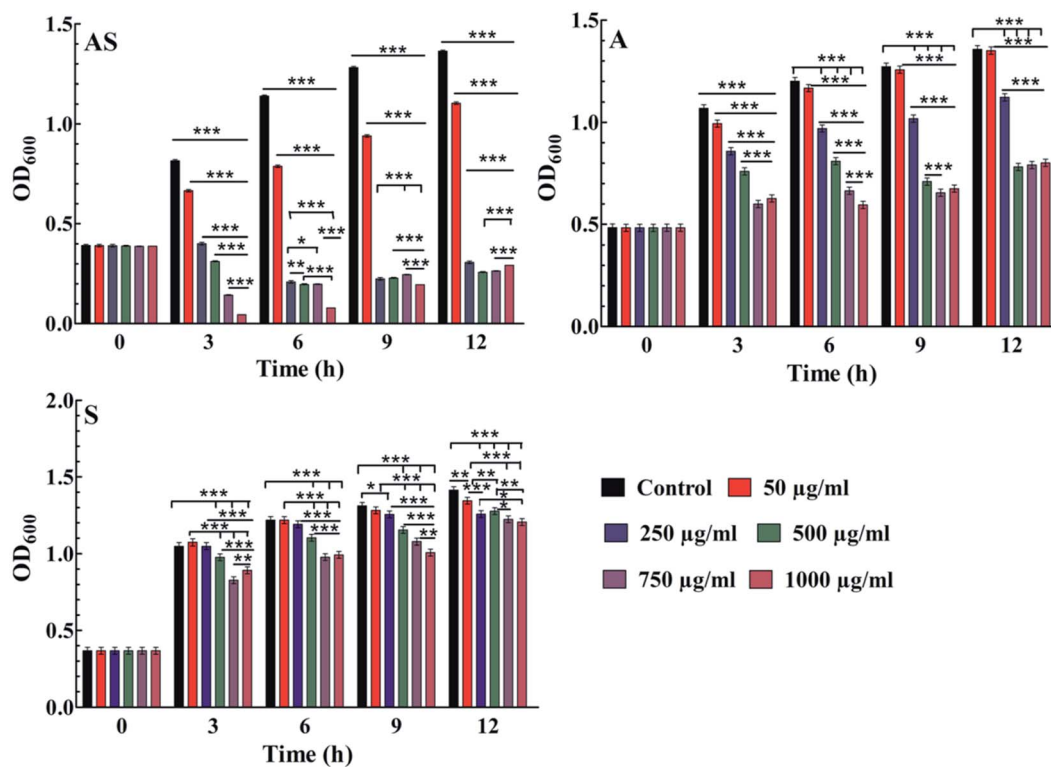 AS
1.5
1.0
0.5
0.0
OD600
0 3 6 9 12
Time (h)
*** *** *** *** ***
*** *** * ** *** *** ***
*** *** *** *** ***
*** *** *** *** ***
A
1.5
1.0
0.5
0.0
OD600
0 3 6 9 12
Time (h)
*** *** *** ***
*** *** *** *** ***
*** *** *** ***
*** *** ***
S
2.0
1.5
1.0
0.5
0.0
OD600
0 3 6 9 12
Time (h)
*** *** *** *** **
*** *** *** *** ***
* *** *** *** **
*** *** ** ** *** ** * *
Control 50 µg/ml
250 µg/ml 500 µg/ml
750 µg/ml 1000 µg/ml